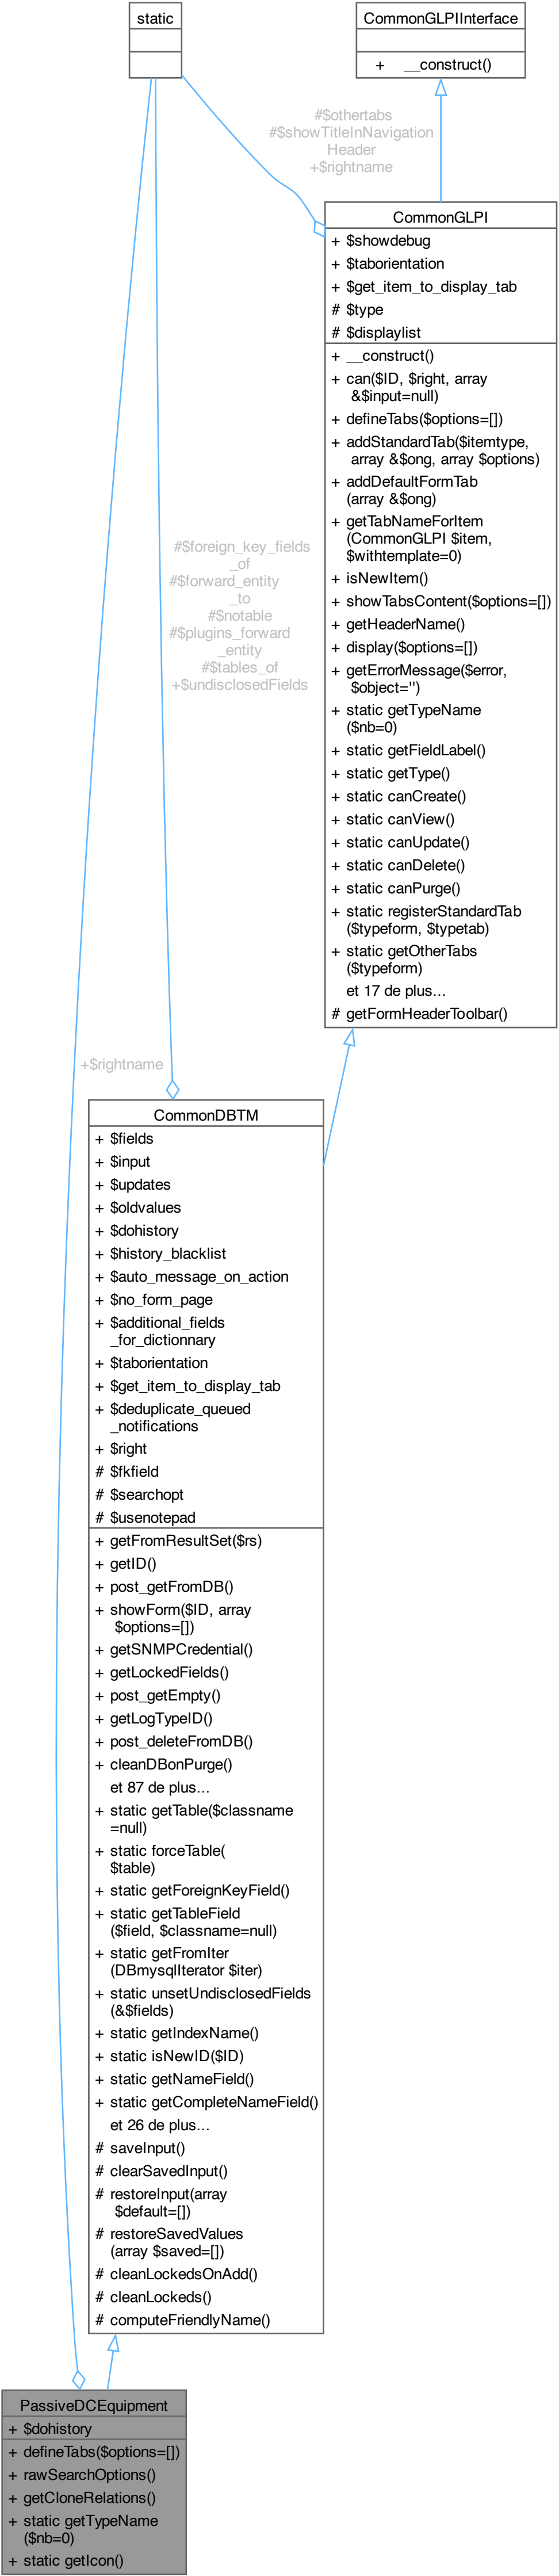 static
CommonGLPIInterface
+ __construct()
#$othertabs
#$showTitleInNavigation
Header
+$rightname
CommonGLPI
+ $showdebug
+ $taborientation
+ $get_item_to_display_tab
# $type
# $displaylist
+ __construct()
+ can($ID, $right, array
&$input=null)
+ defineTabs($options=[])
+ addStandardTab($itemtype,
array &$ong, array $options)
+ addDefaultFormTab
(array &$ong)
+ getTabNameForItem
(CommonGLPI $item,
$withtemplate=0)
+ isNewItem()
+ showTabsContent($options=[])
+ getHeaderName()
+ display($options=[])
+ getErrorMessage($error,
$object='')
+ static getTypeName
($nb=0)
+ static getFieldLabel()
+ static getType()
+ static canCreate()
+ static canView()
+ static canUpdate()
+ static canDelete()
+ static canPurge()
+ static registerStandardTab
($typeform, $typetab)
+ static getOtherTabs
($typeform)
et 17 de plus...
# getFormHeaderToolbar()
#$foreign_key_fields
_of
#$forward_entity
_to
#$notable
#$plugins_forward
_entity
#$tables_of
+$undisclosedFields
+$rightname
CommonDBTM
+ $fields
+ $input
+ $updates
+ $oldvalues
+ $dohistory
+ $history_blacklist
+ $auto_message_on_action
+ $no_form_page
+ $additional_fields
_for_dictionnary
+ $taborientation
+ $get_item_to_display_tab
+ $deduplicate_queued
_notifications
+ $right
# $fkfield
# $searchopt
# $usenotepad
+ getFromResultSet($rs)
+ getID()
+ post_getFromDB()
+ showForm($ID, array
$options=[])
+ getSNMPCredential()
+ getLockedFields()
+ post_getEmpty()
+ getLogTypeID()
+ post_deleteFromDB()
+ cleanDBonPurge()
et 87 de plus...
+ static getTable($classname
=null)
+ static forceTable(
$table)
+ static getForeignKeyField()
+ static getTableField
($field, $classname=null)
+ static getFromIter
(DBmysqlIterator $iter)
+ static unsetUndisclosedFields
(&$fields)
+ static getIndexName()
+ static isNewID($ID)
+ static getNameField()
+ static getCompleteNameField()
et 26 de plus...
# saveInput()
# clearSavedInput()
# restoreInput(array
$default=[])
# restoreSavedValues
(array $saved=[])
# cleanLockedsOnAdd()
# cleanLockeds()
# computeFriendlyName()
PassiveDCEquipment
+ $dohistory
+ defineTabs($options=[])
+ rawSearchOptions()
+ getCloneRelations()
+ static getTypeName
($nb=0)
+ static getIcon()